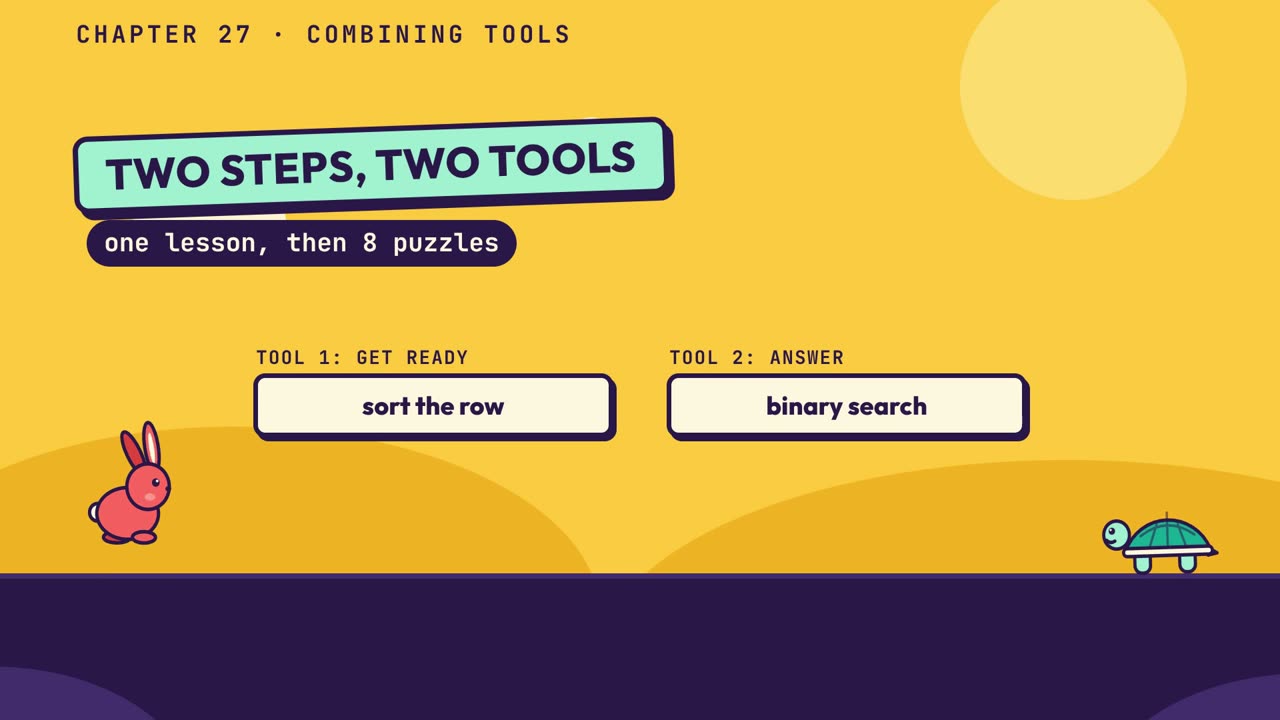 CHAPTER 27 · COMBINING TOOLS
TWO STEPS, TWO TOOLS
one lesson, then 8 puzzles
TOOL 1: GET READY
sort the row
TOOL 2: ANSWER
binary search